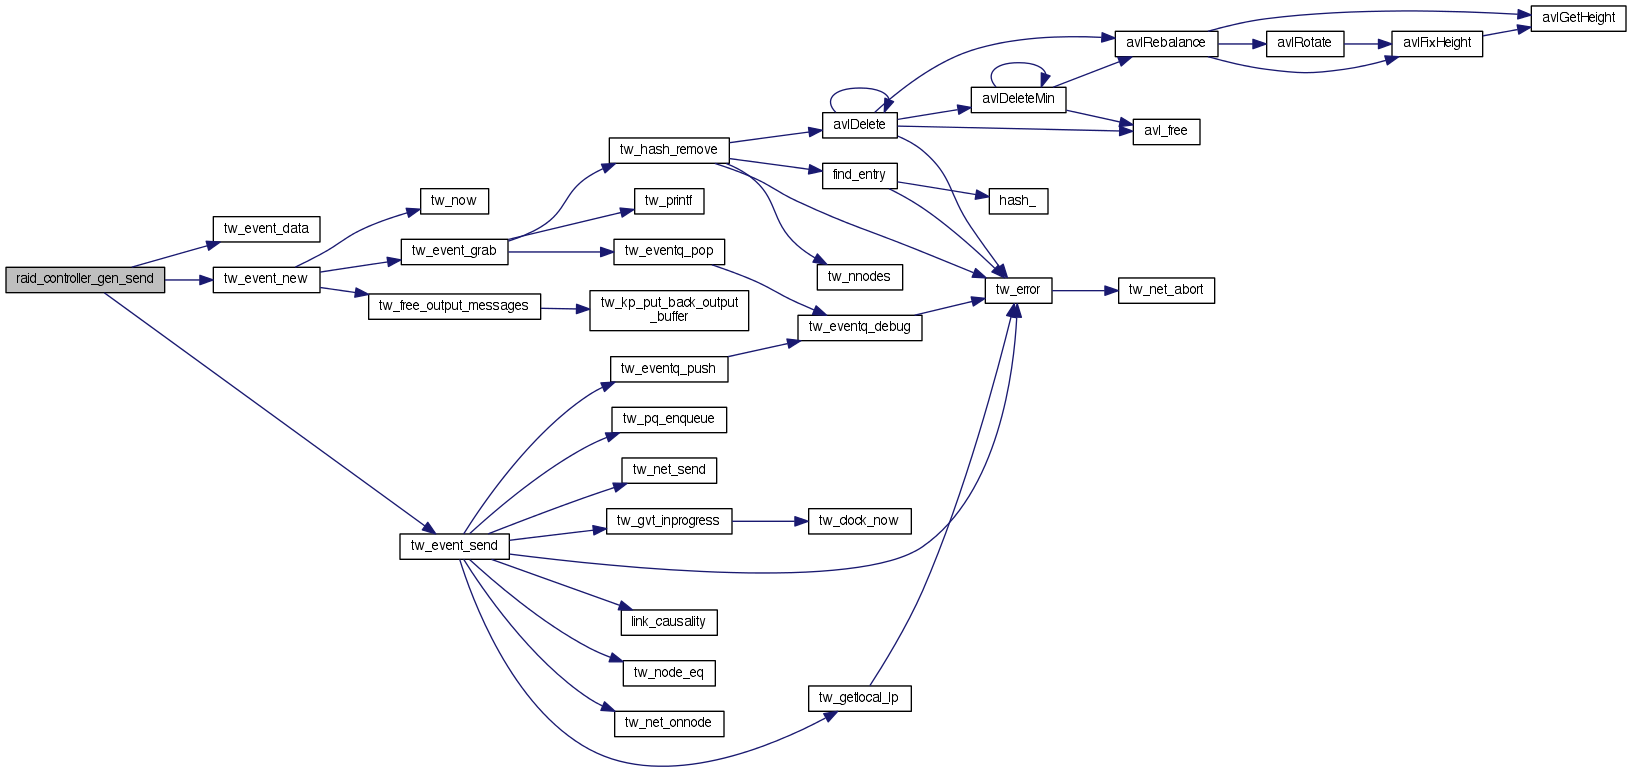 avlGetHeight
avlRebalance
avlRotate
avlFixHeight
avlDeleteMin
avlDelete
avl_free
tw_hash_remove
find_entry
tw_now
tw_printf
hash_
tw_event_data
tw_event_grab
tw_eventq_pop
raid_controller_gen_send
tw_event_new
tw_nnodes
tw_error
tw_net_abort
tw_free_output_messages
tw_kp_put_back_output
_buffer
tw_eventq_debug
tw_eventq_push
tw_pq_enqueue
tw_net_send
tw_gvt_inprogress
tw_clock_now
tw_event_send
link_causality
tw_node_eq
tw_getlocal_lp
tw_net_onnode